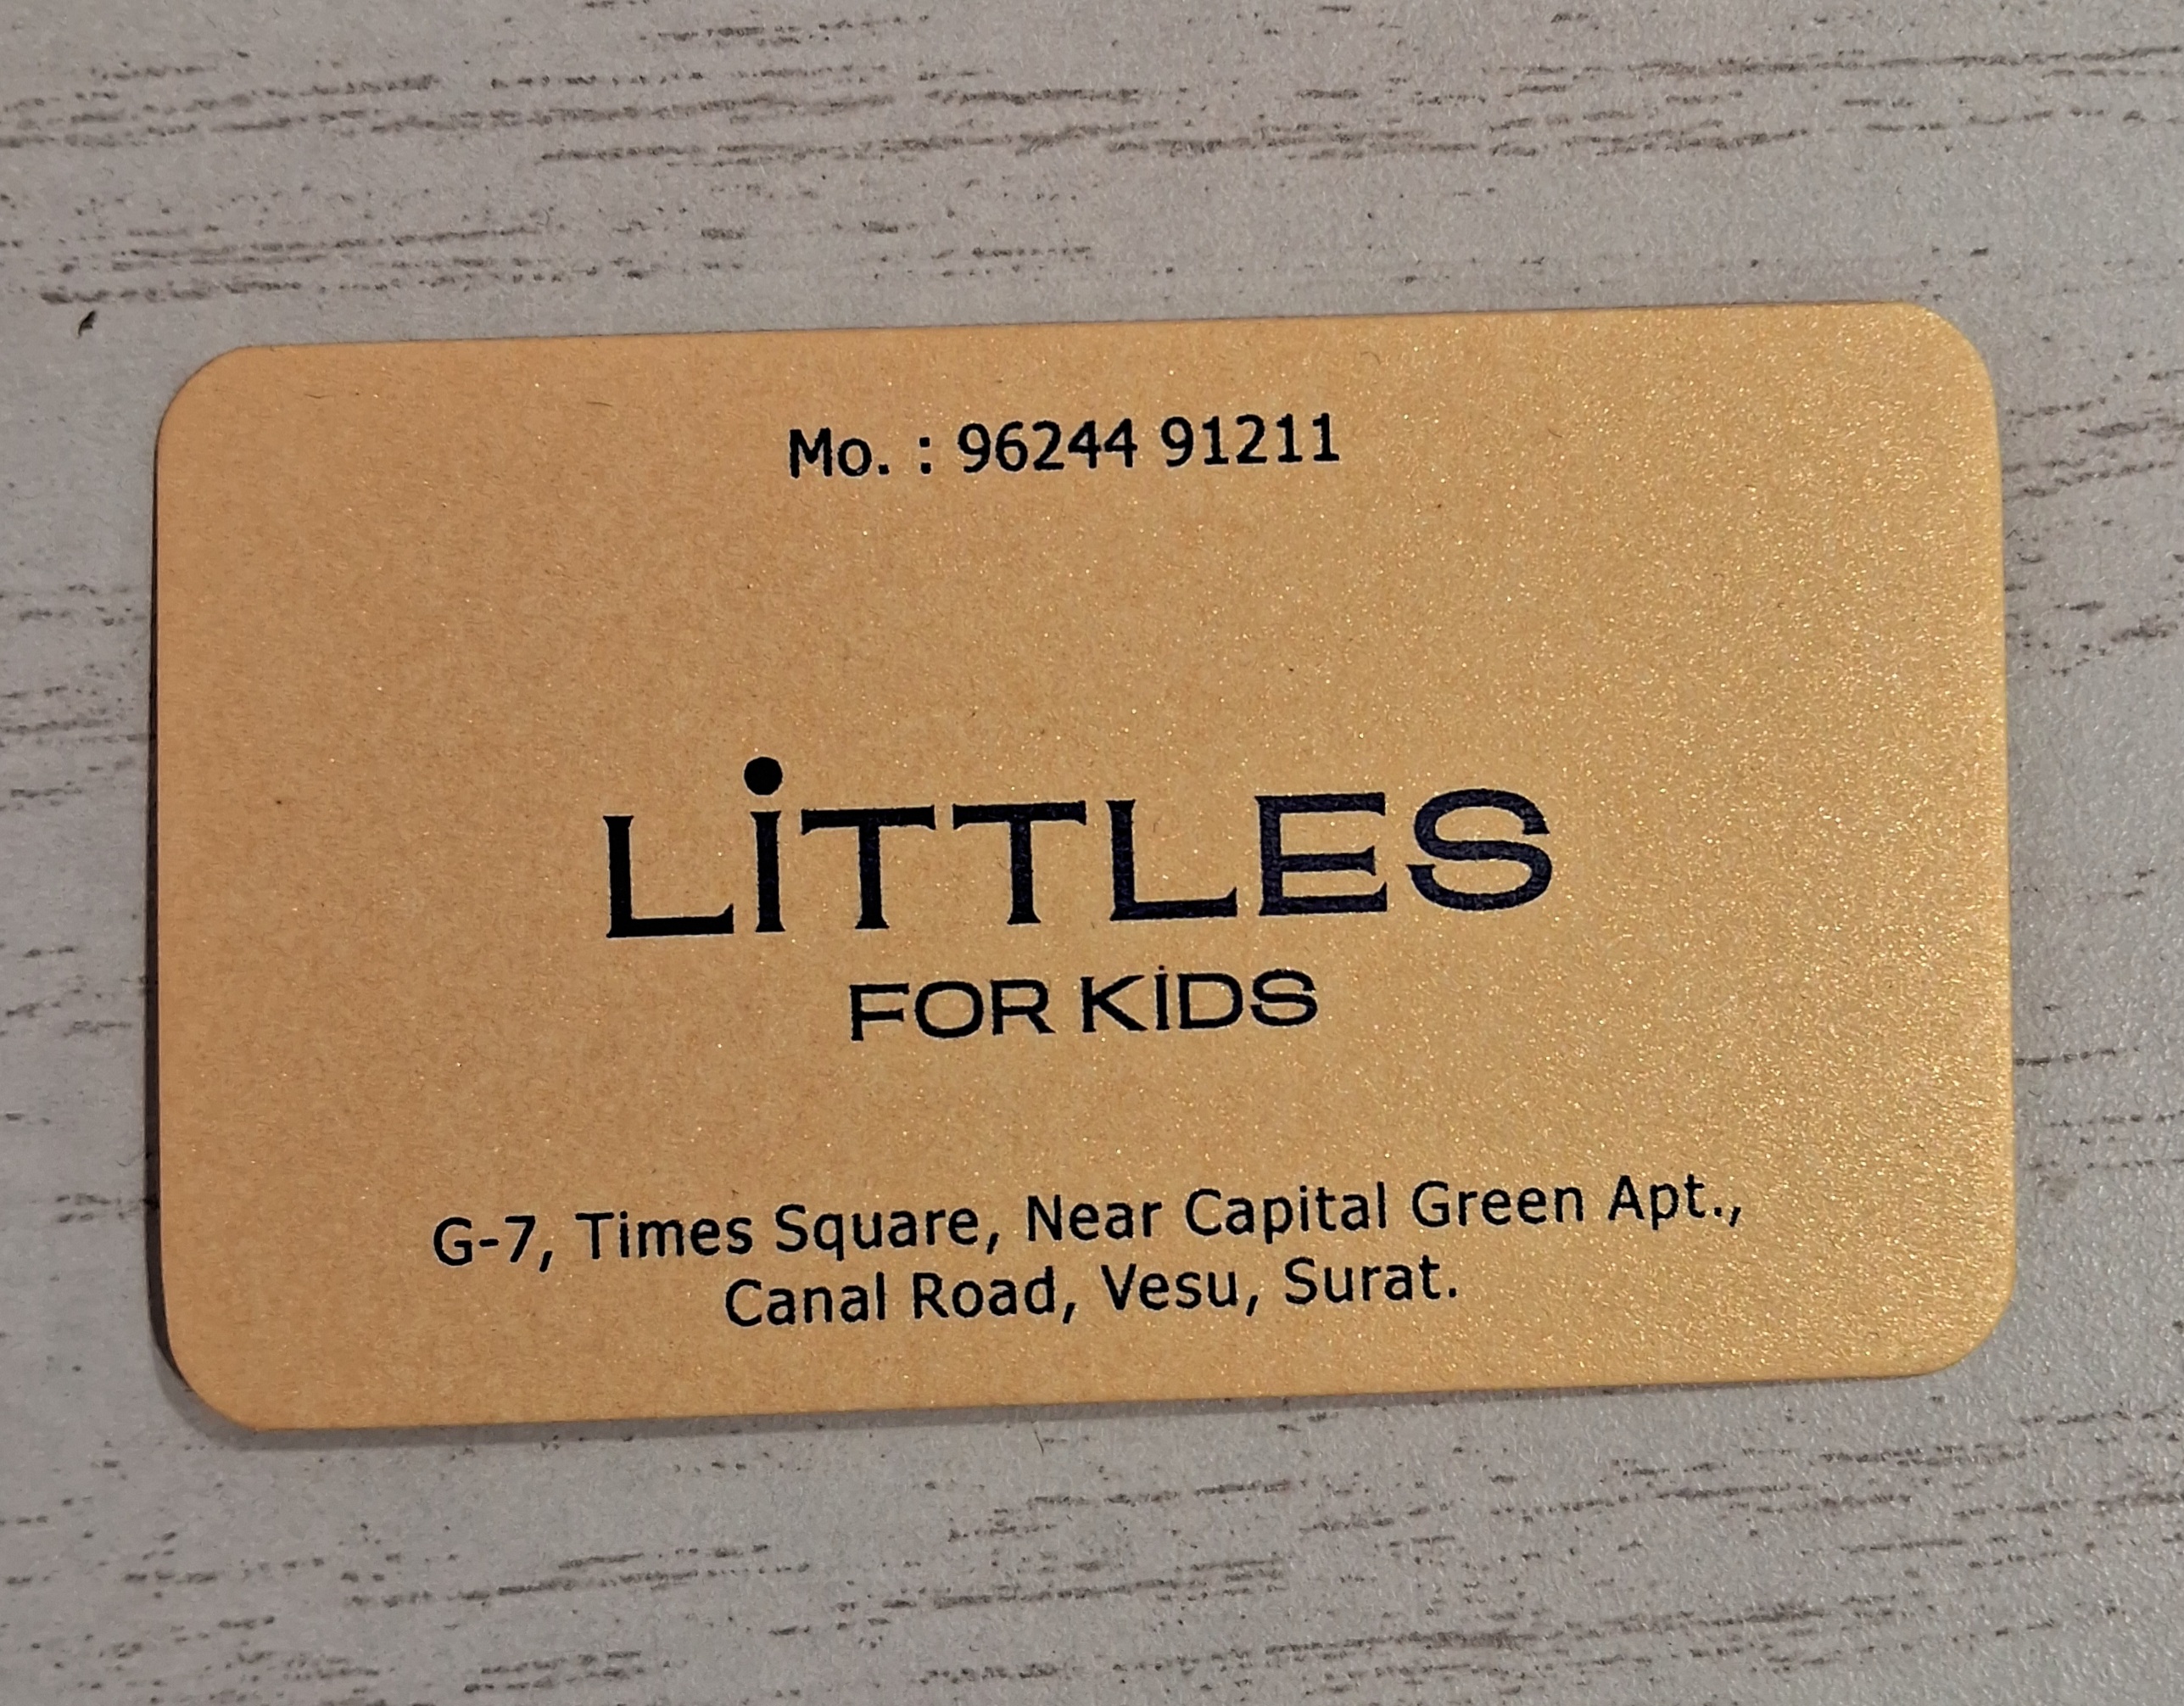 Mo. : 96244 91211
LiTTLES
FOR KiDS
G-7, Times Square, Near Capital Green Apt.,
Canal Road, Vesu, Surat.